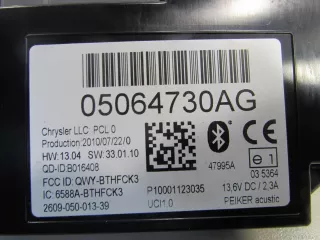 05064730AG
Chrysler LLC PCL 0
Production: 2010/07/22/0
HW: 13.04 SW: 33.01.10
QD-ID: B016408
FCC ID: QWY-BTHFCK3
IC: 6588A-BTHFCK3
2609-050-013-39
P10001123035
UCI1.0
47995A
e 1
03 5364
13,6V DC / 2,3A
PEIKER acustic